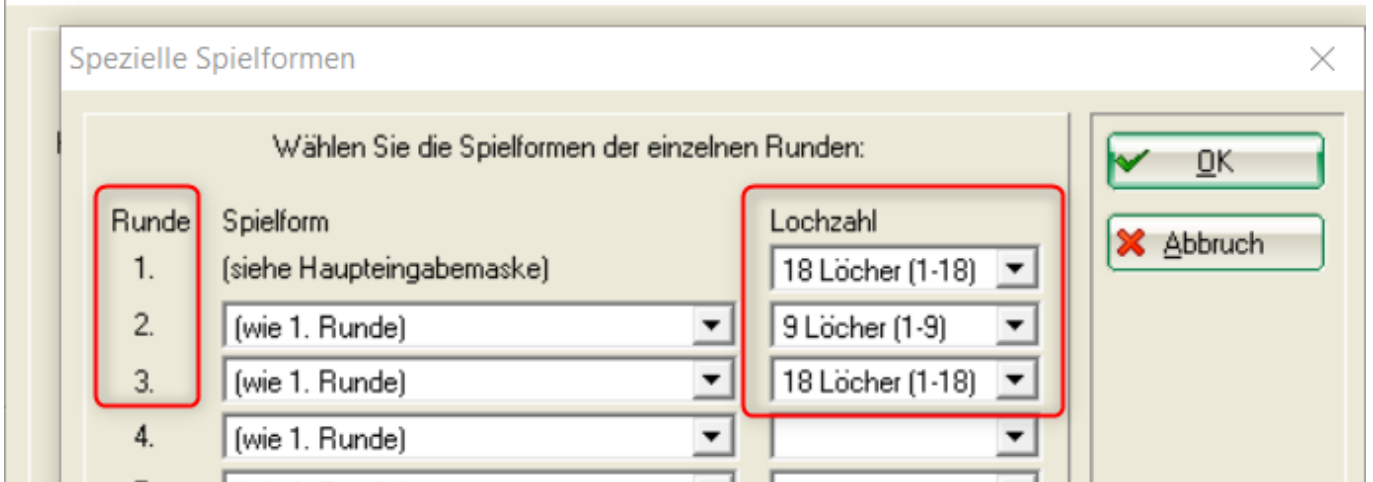 Spezielle Spielformen
Wählen Sie die Spielformen der einzelnen Runden:
OK
Abbruch
Runde Spielform Lochzahl
1. (siehe Haupteingabemaske) 18 Löcher (1-18)
2. (wie 1. Runde) 9 Löcher (1-9)
3. (wie 1. Runde) 18 Löcher (1-18)
4. (wie 1. Runde)